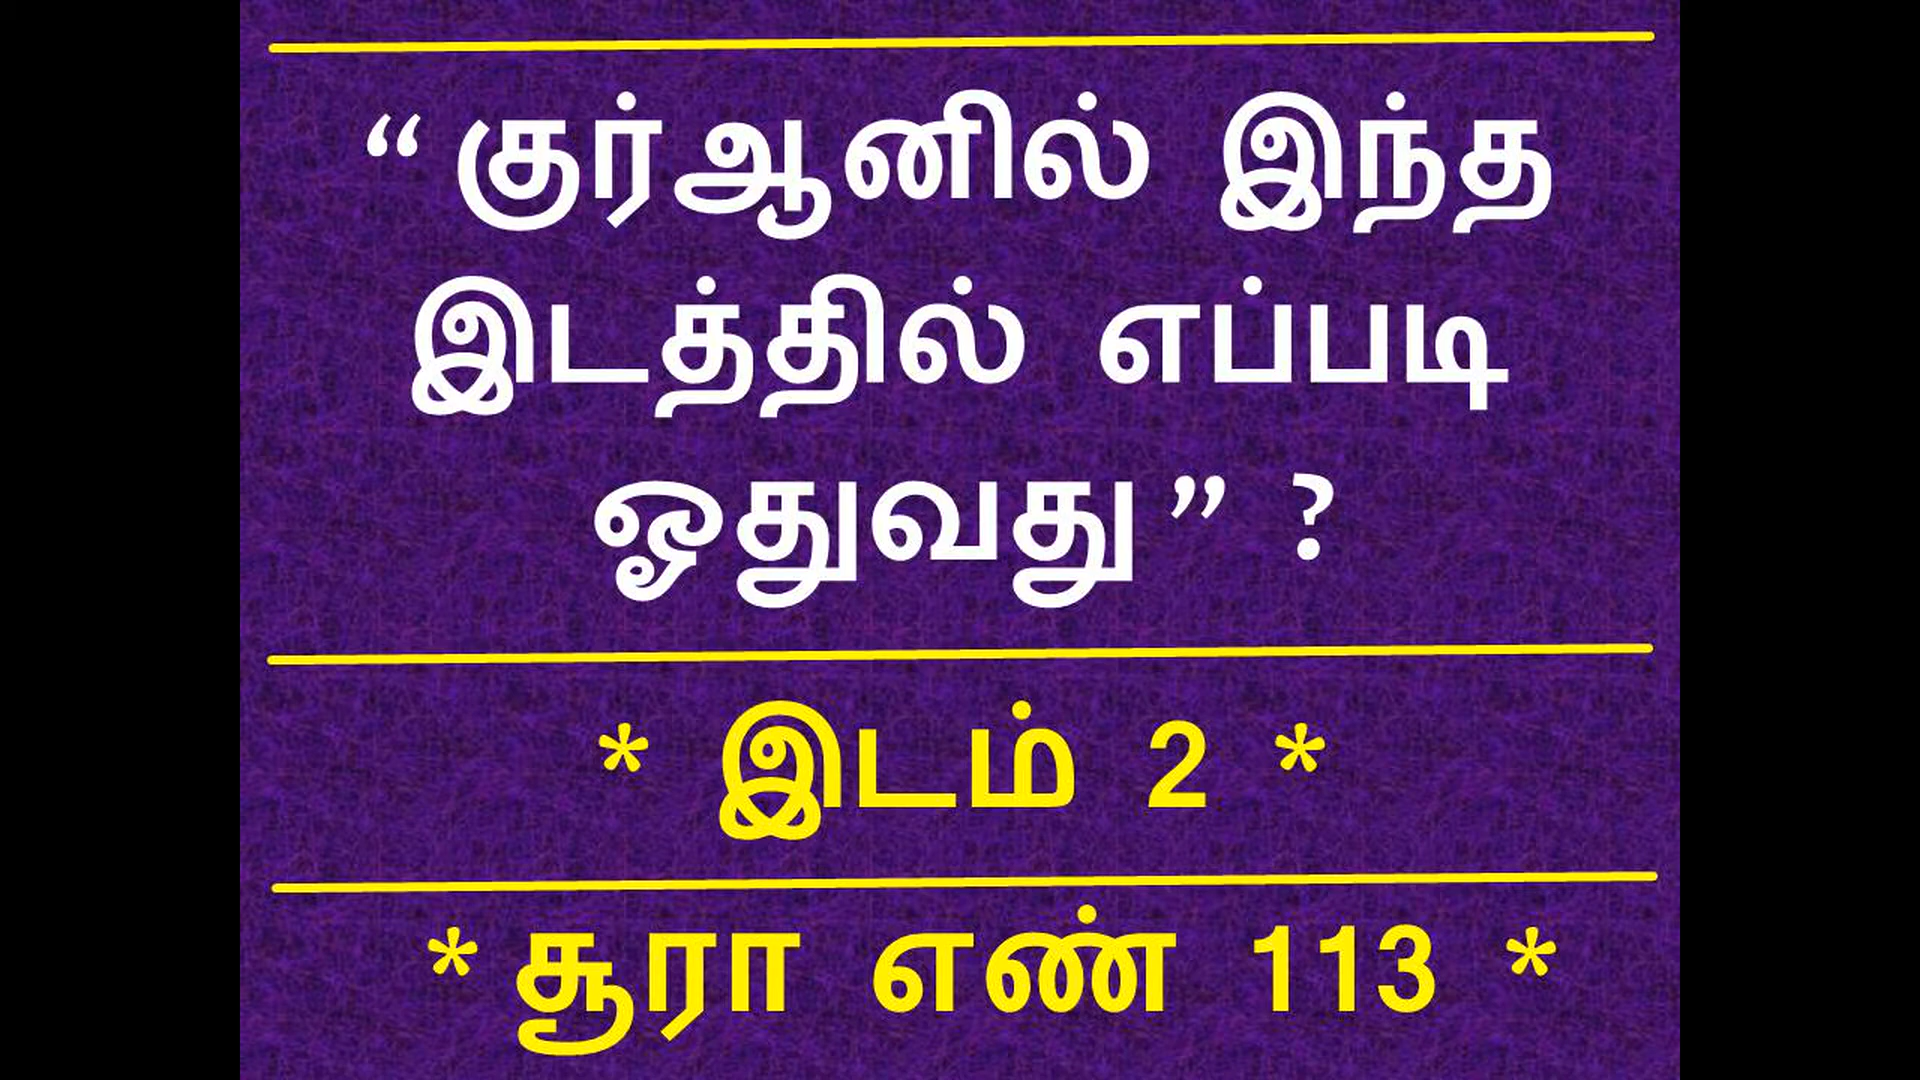 “குர்ஆனில் இந்த
இடத்தில் எப்படி
ஓதுவது” ?
* இடம் 2 *
* சூரா எண் 113 *